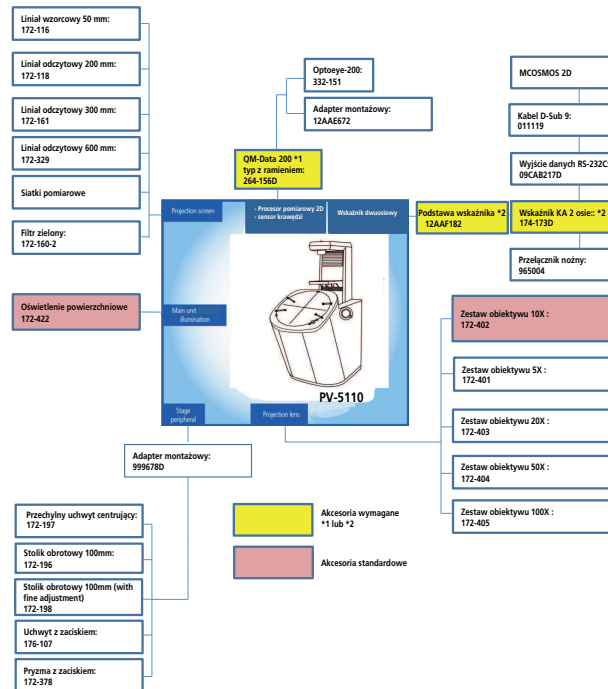 Liniał wzorcowy 50 mm:
172-116
Liniał odczytowy 200 mm:
172-118
Liniał odczytowy 300 mm:
172-161
Liniał odczytowy 600 mm:
172-329
Siatki pomiarowe
Filtr zielony:
172-160-2
Oświetlenie powierzchniowe
172-422
Optoeye-200:
332-151
Adapter montażowy:
12AAE672
QM-Data 200 *1
typ z ramieniem:
264-156D
Projection screen
- Procesor pomiarowy 2D
- sensor krawędzi
Wskaźnik dwuosiowy
Main unit
illumination
PV-5110
Stage
peripheral
Projection lens
Podstawa wskaźnika *2
12AAF182
MCOSMOS 2D
Kabel D-Sub 9:
011119
Wyjście danych RS-232C:
09CAB217D
Wskaźnik KA 2 osie:: *2
174-173D
Przełącznik nożny:
965004
Zestaw obiektywu 10X :
172-402
Zestaw obiektywu 5X :
172-401
Zestaw obiektywu 20X :
172-403
Zestaw obiektywu 50X :
172-404
Zestaw obiektywu 100X :
172-405
Adapter montażowy:
999678D
Przechylny uchwyt centrujący:
172-197
Stolik obrotowy 100mm:
172-196
Stolik obrotowy 100mm (with
fine adjustment)
172-198
Uchwyt z zaciskiem:
176-107
Pryzma z zaciskiem:
172-378
Akcesoria wymagane
*1 lub *2
Akcesoria standardowe